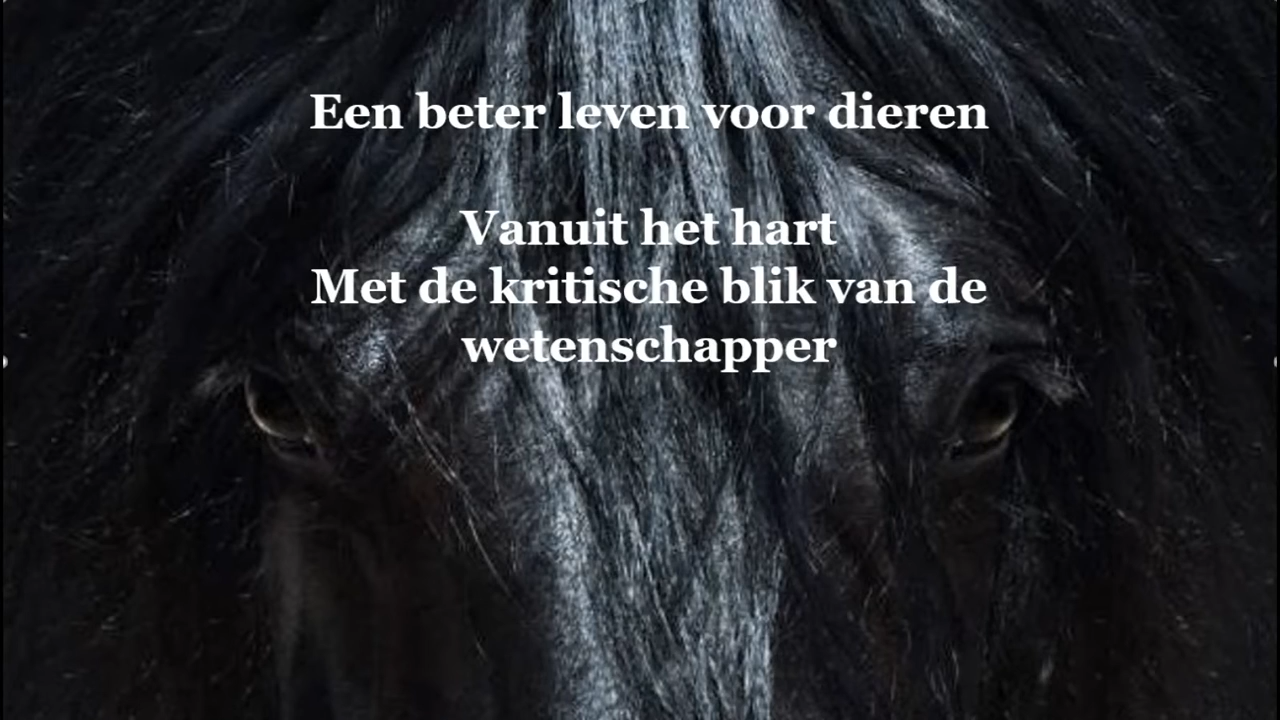 Een beter leven voor dieren
Vanuit het hart
Met de kritische blik van de
wetenschapper